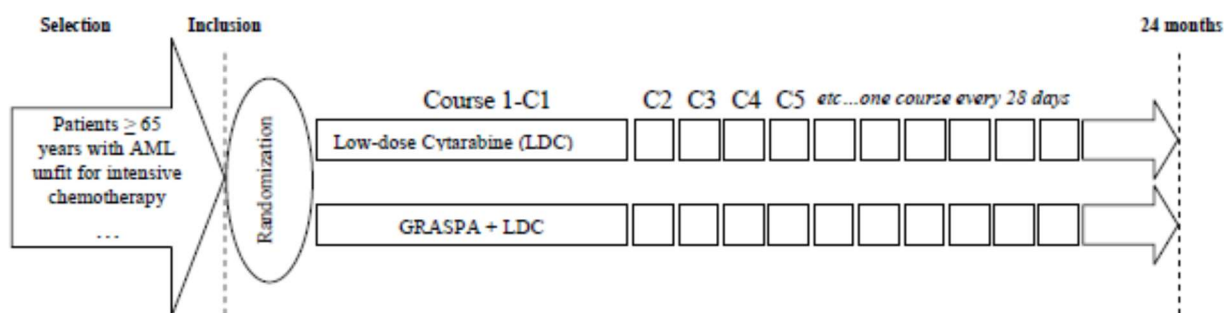 Selection
Inclusion
24 months
Course 1-C1
C2 C3 C4 C5 etc...one course every 28 days
Patients ≥ 65
years with AML
unfit for intensive
chemotherapy
...
Randomization
Low-dose Cytarabine (LDC)
GRASPA + LDC